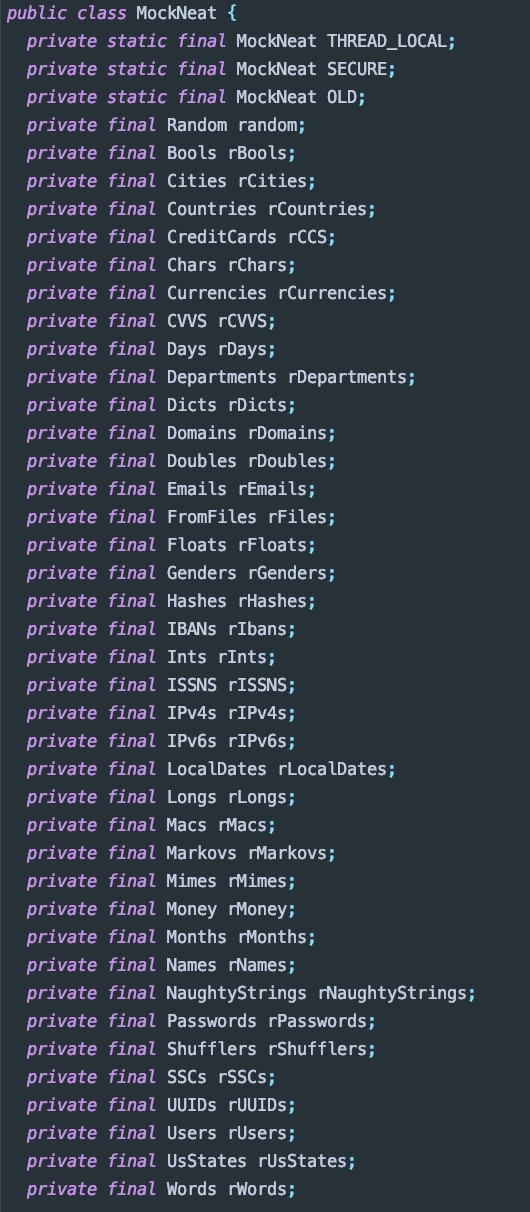 public class MockNeat {
private static final MockNeat THREAD_LOCAL;
private static final MockNeat SECURE;
private static final MockNeat OLD;
private final Random random;
private final Bools rBools;
private final Cities rCities;
private final Countries rCountries;
private final CreditCards rCCS;
private final Chars rChars;
private final Currencies rCurrencies;
private final CVVS rCVVS;
private final Days rDays;
private final Departments rDepartments;
private final Dicts rDicts;
private final Domains rDomains;
private final Doubles rDoubles;
private final Emails rEmails;
private final FromFiles rFiles;
private final Floats rFloats;
private final Genders rGenders;
private final Hashes rHashes;
private final IBANs rIbans;
private final Ints rInts;
private final ISSNS rISSNS;
private final IPv4s rIPv4s;
private final IPv6s rIPv6s;
private final LocalDates rLocalDates;
private final Longs rLongs;
private final Macs rMacs;
private final Markovs rMarkovs;
private final Mimes rMimes;
private final Money rMoney;
private final Months rMonths;
private final Names rNames;
private final NaughtyStrings rNaughtyStrings;
private final Passwords rPasswords;
private final Shufflers rShufflers;
private final SSCs rSSCs;
private final UUIDs rUUIDs;
private final Users rUsers;
private final UsStates rUsStates;
private final Words rWords;